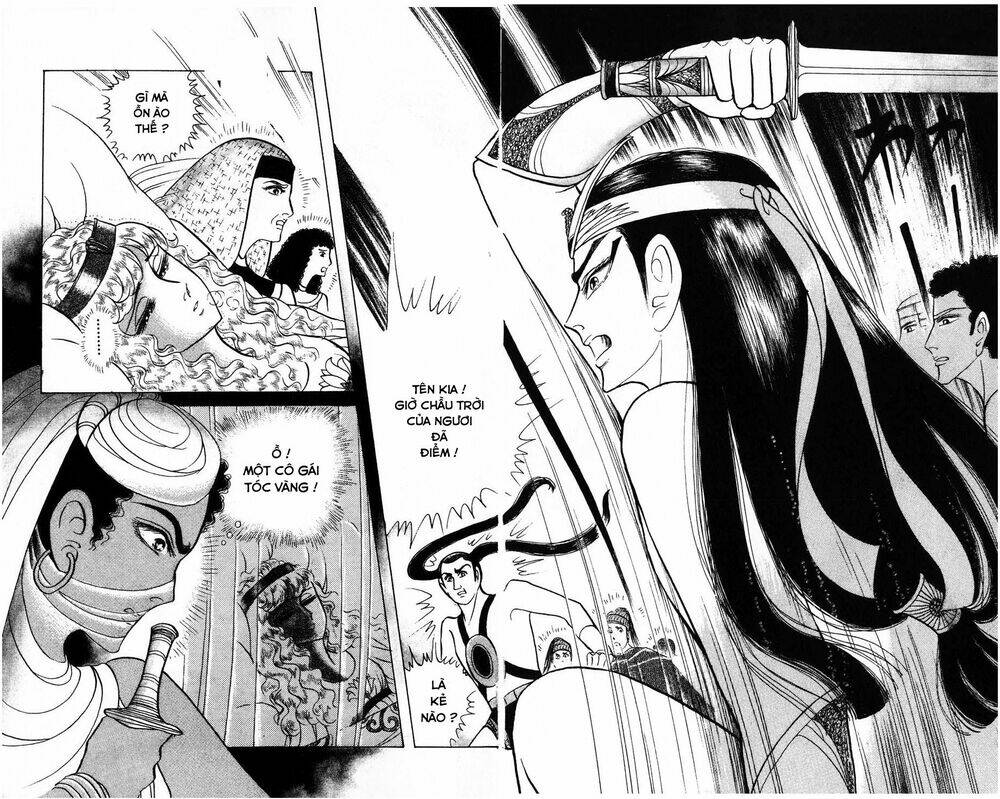 TÊN KIA !
GIỜ CHẦU TRỜI
CỦA NGƯƠI
ĐÃ
ĐIỂM !
LÀ
KẺ
NÀO ?
GÌ MÀ
ỒN ÀO
THẾ ?
.........
Ồ !
MỘT CÔ GÁI
TÓC VÀNG !